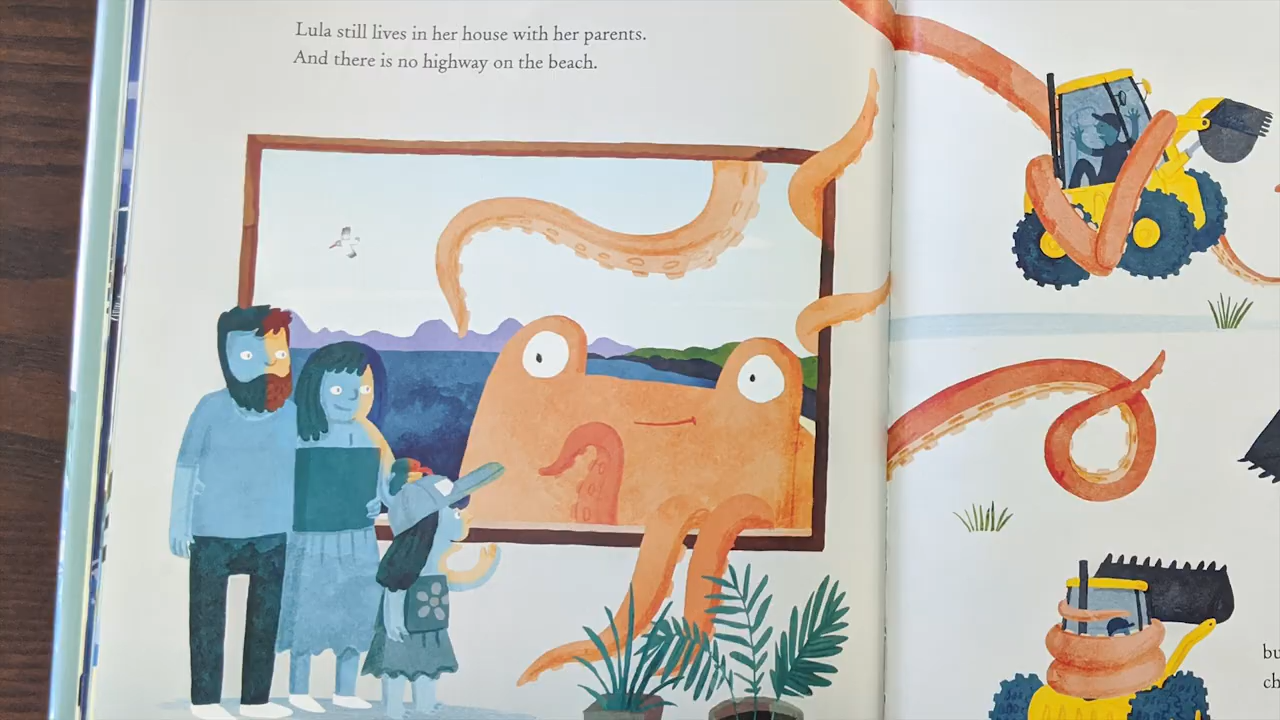 Lula still lives in her house with her parents.
And there is no highway on the beach.